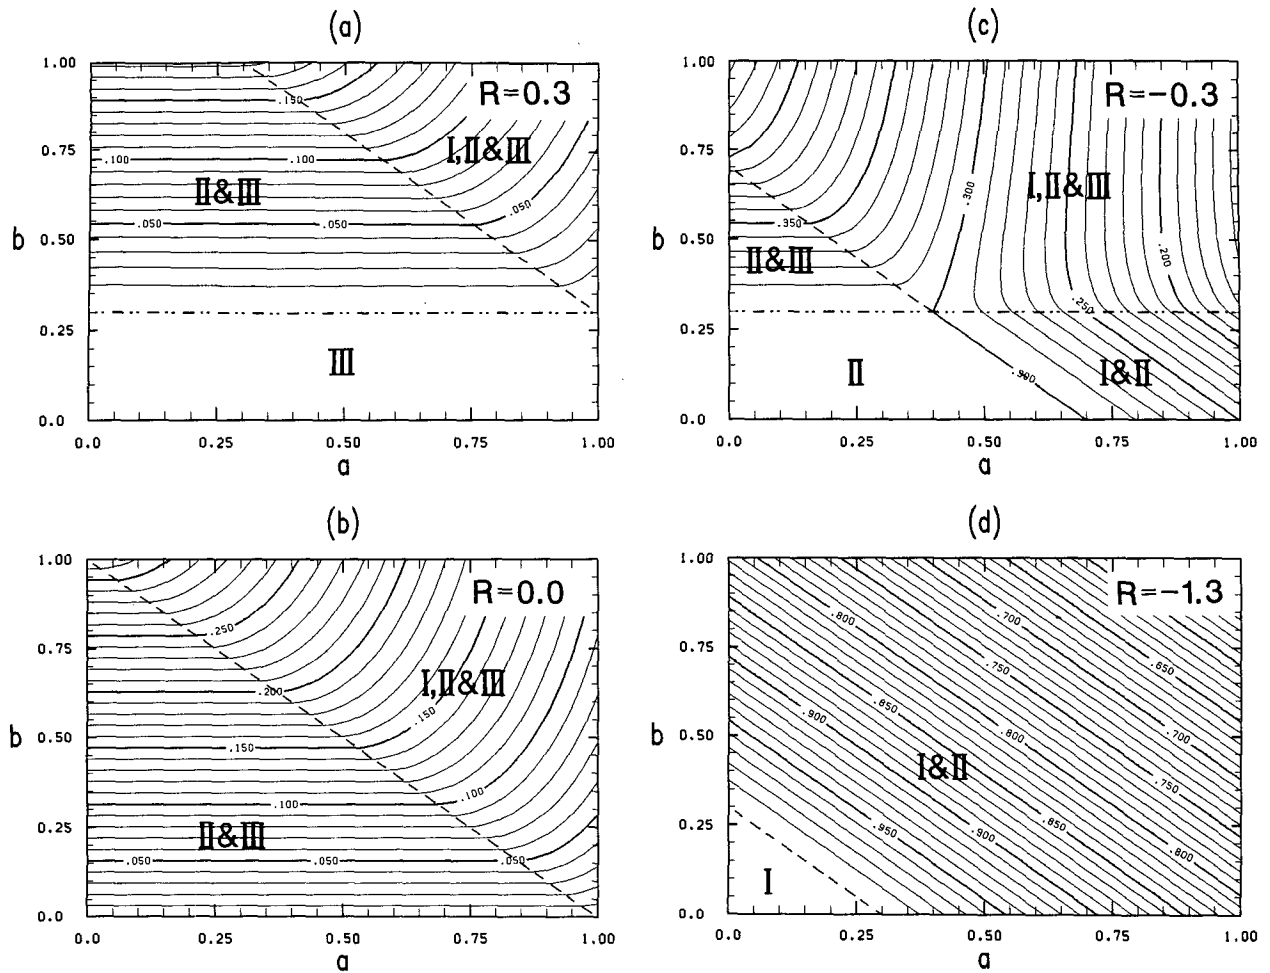 (a)
R=0.3
1.00
0.75
0.50
0.25
0.0
b
.150
.100
.100
I,II&III
II&III
.050
.050
.050
III
0.0 0.25 0.50 0.75 1.00
a
(c)
R=-0.3
1.00
0.75
0.50
0.25
0.0
b
.300
I,II&III
.350
II&III
.200
.250
II
.300
I&II
0.0 0.25 0.50 0.75 1.00
a
(b)
R=0.0
1.00
0.75
0.50
0.25
0.0
b
.250
.200
I,II&III
.150
.150
.100
.100
II&III
.050
.050
.050
0.0 0.25 0.50 0.75 1.00
a
(d)
R=-1.3
1.00
0.75
0.50
0.25
0.0
b
.800
.700
.750
.650
.900
.850
.800
.700
I&II
.750
.950
.900
.850
.800
I
0.0 0.25 0.50 0.75 1.00
a